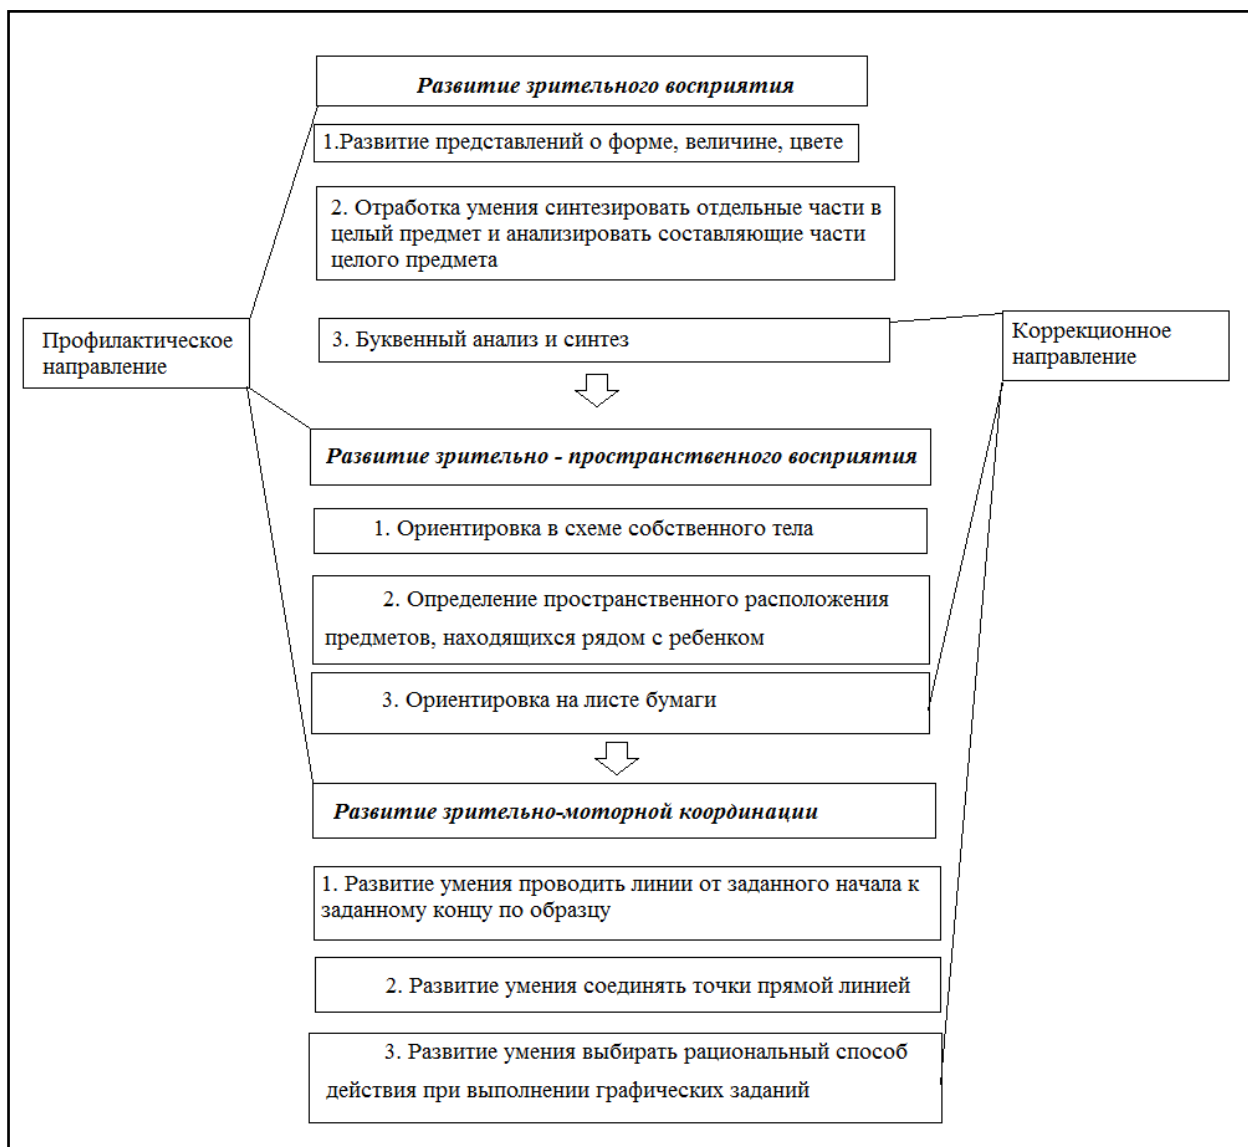 Развитие зрительного восприятия
1.Развитие представлений о форме, величине, цвете
2. Отработка умения синтезировать отдельные части в
целый предмет и анализировать составляющие части
целого предмета
Профилактическое
направление
3. Буквенный анализ и синтез
Коррекционное
направление
Развитие зрительно - пространственного восприятия
1. Ориентировка в схеме собственного тела
2. Определение пространственного расположения
предметов, находящихся рядом с ребенком
3. Ориентировка на листе бумаги
Развитие зрительно-моторной координации
1. Развитие умения проводить линии от заданного начала к
заданному концу по образцу
2. Развитие умения соединять точки прямой линией
3. Развитие умения выбирать рациональный способ
действия при выполнении графических заданий